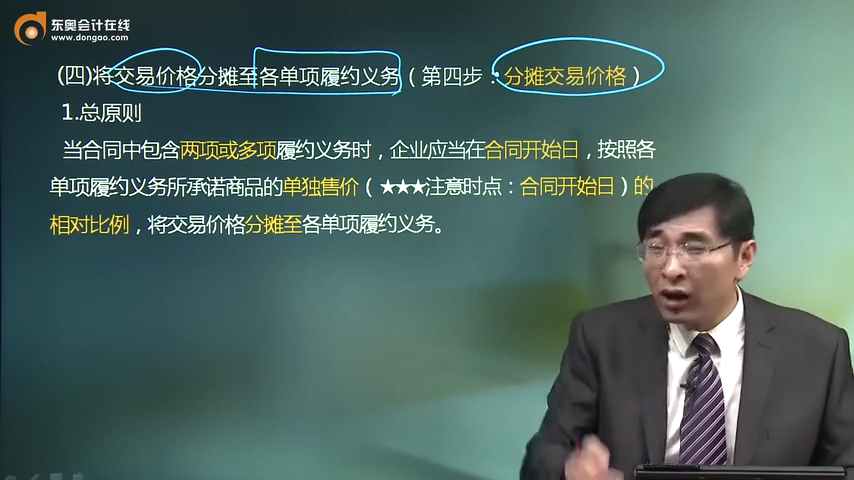 东奥会计在线
www.dongao.com
(四)将交易价格分摊至各单项履约义务（第四步：分摊交易价格）
1.总原则
当合同中包含两项或多项履约义务时，企业应当在合同开始日，按照各
单项履约义务所承诺商品的单独售价（★★★注意时点：合同开始日）的
相对比例，将交易价格分摊至各单项履约义务。